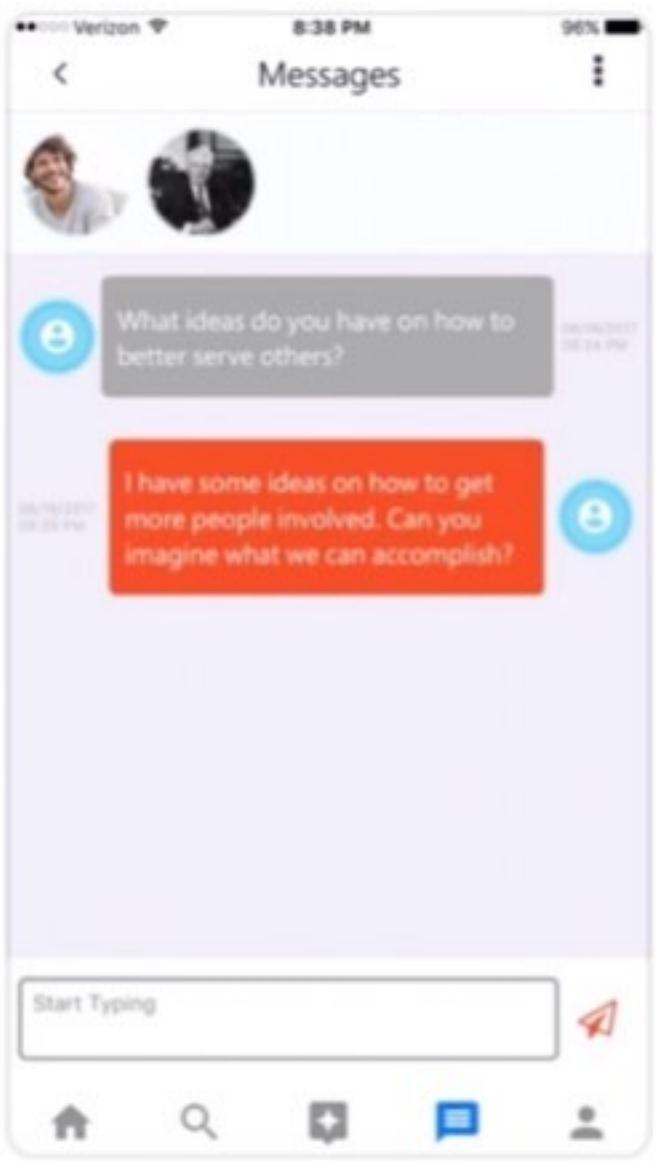 Verizon 8:38 PM 96%
Messages
What ideas do you have on how to
better serve others?
I have some ideas on how to get
more people involved. Can you
imagine what we can accomplish?
Start Typing